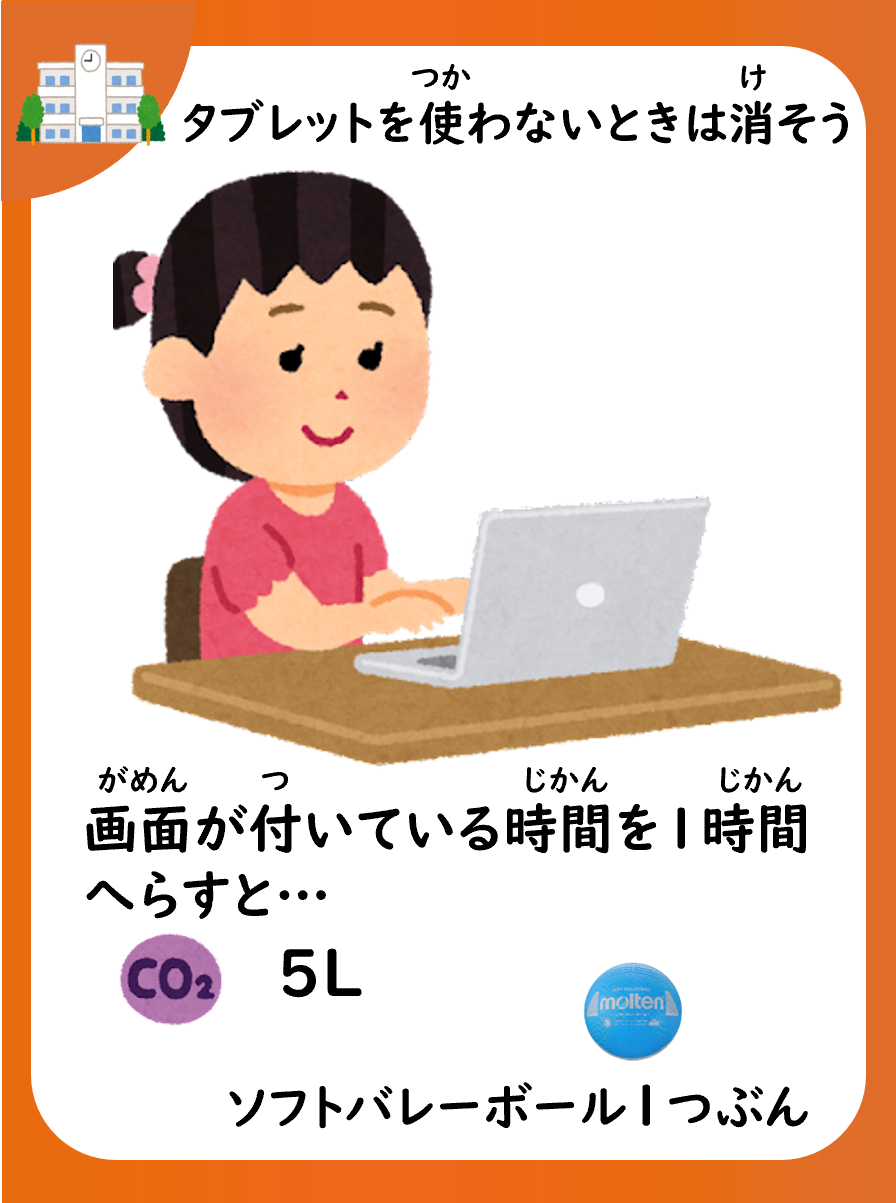 つか け
タブレットを使わないときは消そう
がめん つ じかん じかん
画面が付いている時間を1時間
へらすと…
CO₂ 5L
molten
ソフトバレーボール1つぶん